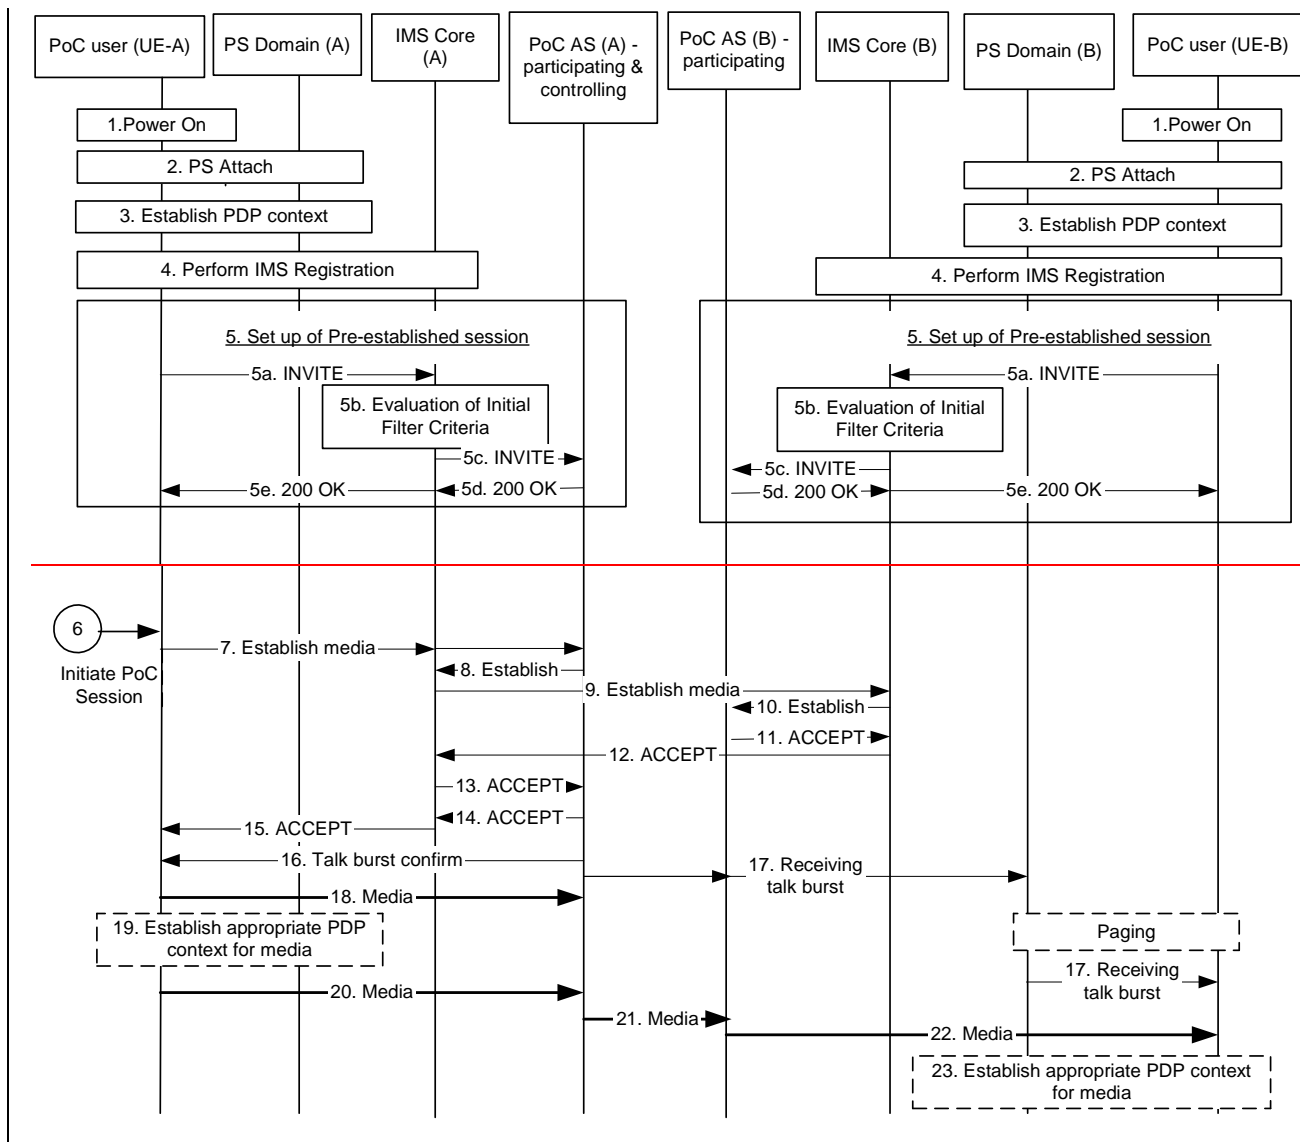 PoC user (UE-A)
PS Domain (A)
IMS Core
(A)
PoC AS (A) -
participating &
controlling
PoC AS (B) -
participating
IMS Core (B)
PS Domain (B)
PoC user (UE-B)
1.Power On
1.Power On
2. PS Attach
2. PS Attach
3. Establish PDP context
3. Establish PDP context
4. Perform IMS Registration
4. Perform IMS Registration
5. Set up of Pre-established session
5. Set up of Pre-established session
5a. INVITE
5a. INVITE
5b. Evaluation of Initial
Filter Criteria
5b. Evaluation of Initial
Filter Criteria
5c. INVITE
5c. INVITE
5e. 200 OK
5d. 200 OK
5d. 200 OK
5e. 200 OK
6
Initiate PoC
Session
7. Establish media
8. Establish
9. Establish media
10. Establish
11. ACCEPT
12. ACCEPT
13. ACCEPT
14. ACCEPT
15. ACCEPT
16. Talk burst confirm
17. Receiving
talk burst
18. Media
19. Establish appropriate PDP
context for media
Paging
17. Receiving
talk burst
20. Media
21. Media
22. Media
23. Establish appropriate PDP context
for media